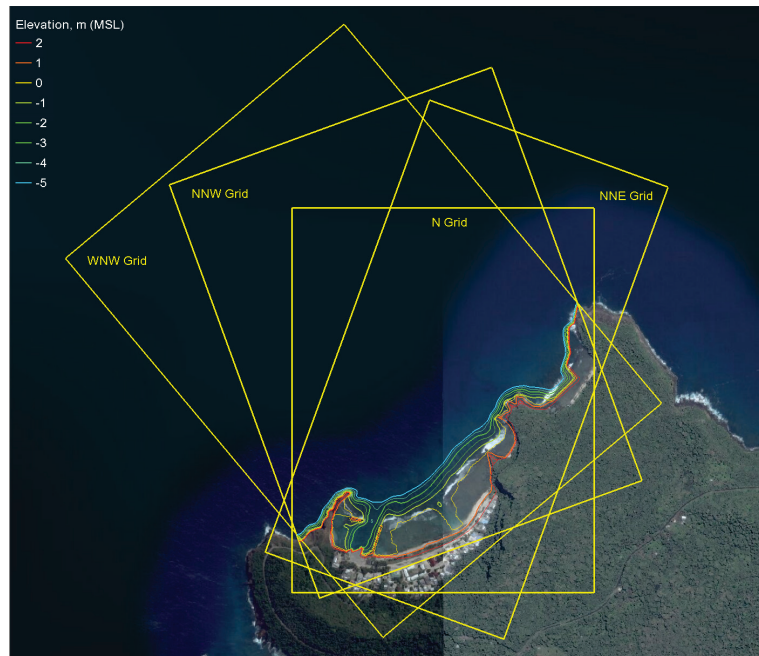 Elevation, m (MSL)
2
1
0
-1
-2
-3
-4
-5
NNW Grid
NNE Grid
N Grid
WNW Grid